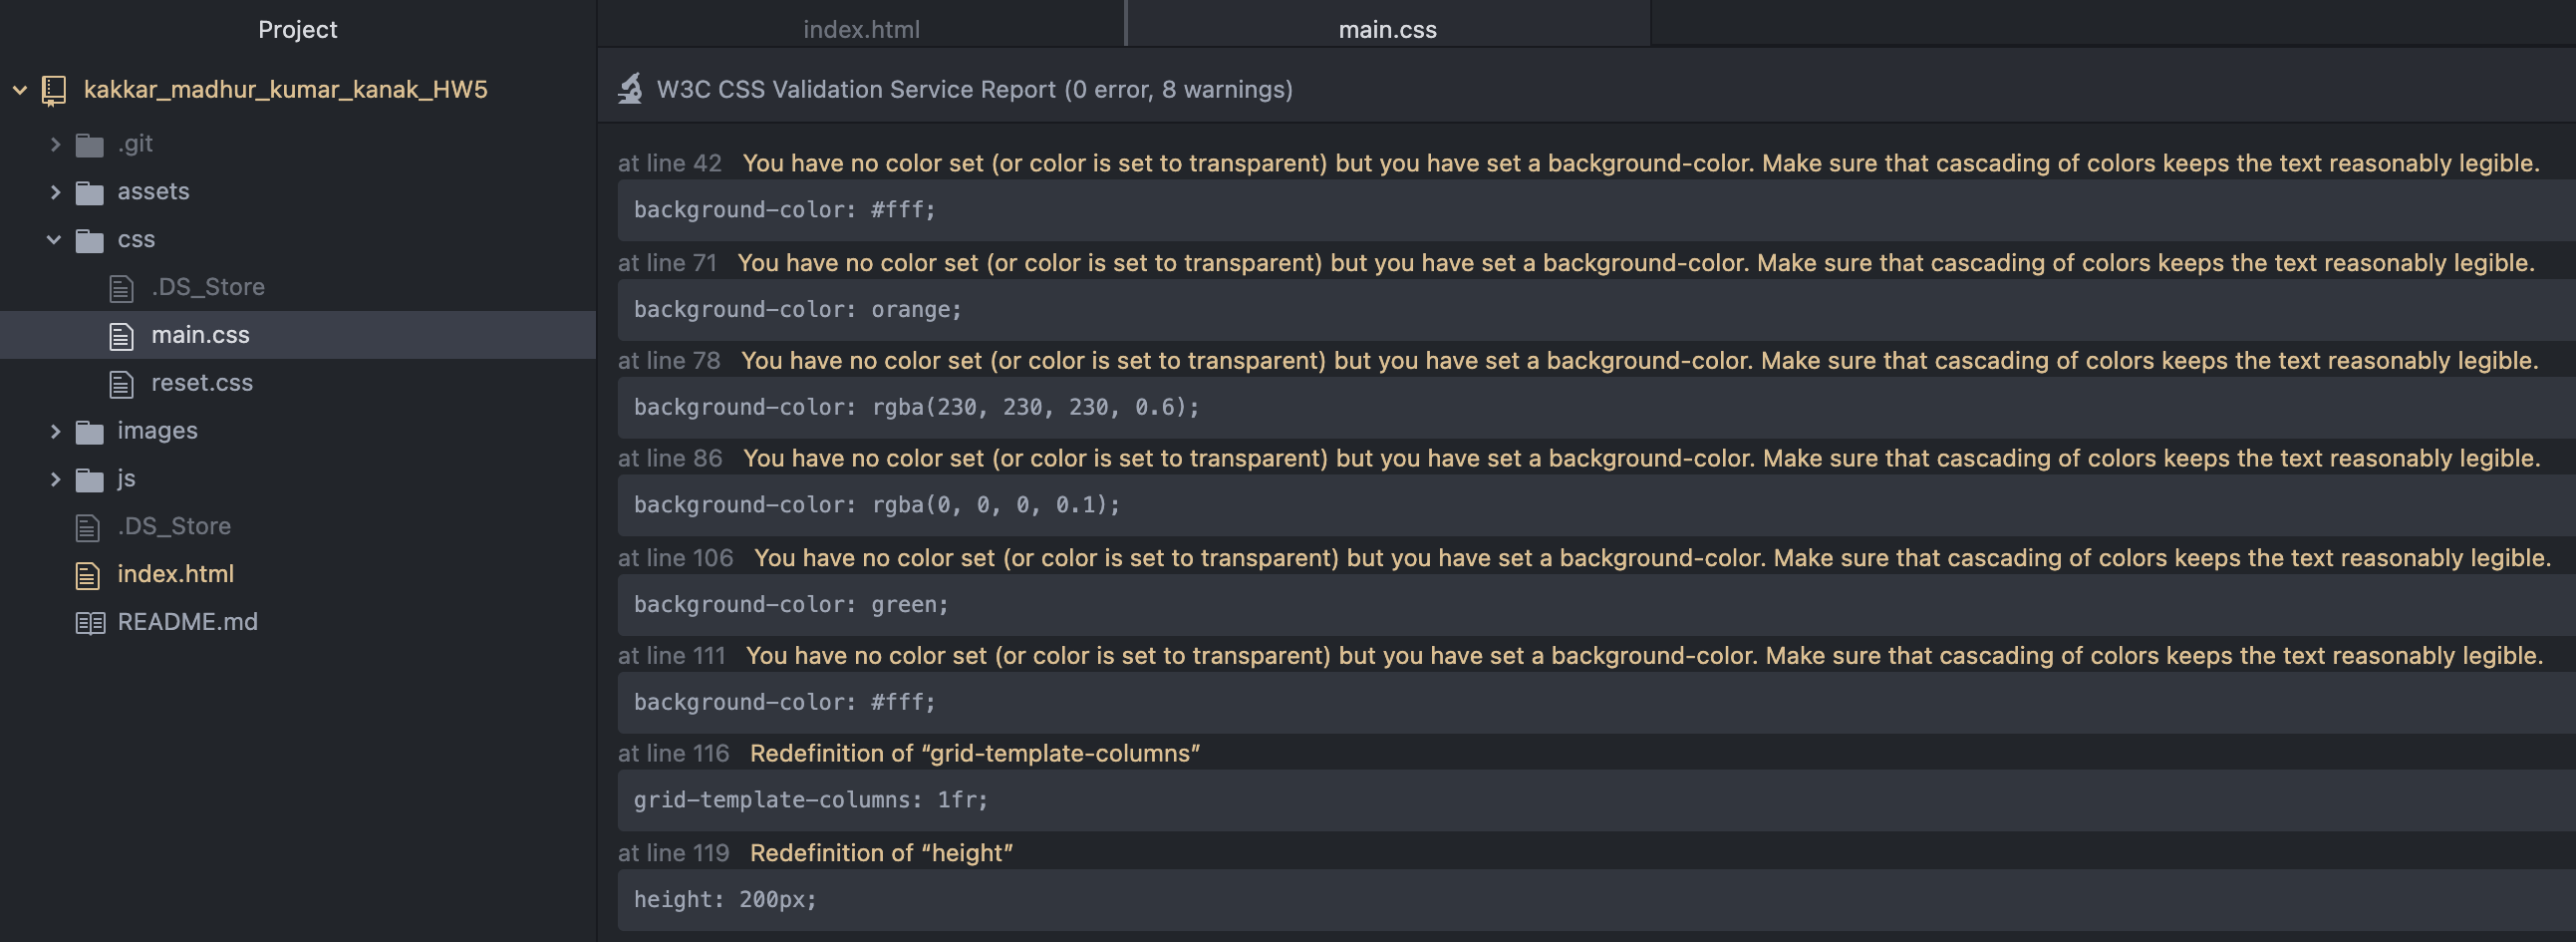 Project
kakkar_madhur_kumar_kanak_HW5
.git
assets
css
.DS_Store
main.css
reset.css
images
js
.DS_Store
index.html
README.md
index.html
main.css
W3C CSS Validation Service Report (0 error, 8 warnings)
at line 42 You have no color set (or color is set to transparent) but you have set a background-color. Make sure that cascading of colors keeps the text reasonably legible.
background-color: #fff;
at line 71 You have no color set (or color is set to transparent) but you have set a background-color. Make sure that cascading of colors keeps the text reasonably legible.
background-color: orange;
at line 78 You have no color set (or color is set to transparent) but you have set a background-color. Make sure that cascading of colors keeps the text reasonably legible.
background-color: rgba(230, 230, 230, 0.6);
at line 86 You have no color set (or color is set to transparent) but you have set a background-color. Make sure that cascading of colors keeps the text reasonably legible.
background-color: rgba(0, 0, 0, 0.1);
at line 106 You have no color set (or color is set to transparent) but you have set a background-color. Make sure that cascading of colors keeps the text reasonably legible.
background-color: green;
at line 111 You have no color set (or color is set to transparent) but you have set a background-color. Make sure that cascading of colors keeps the text reasonably legible.
background-color: #fff;
at line 116 Redefinition of “grid-template-columns”
grid-template-columns: 1fr;
at line 119 Redefinition of “height”
height: 200px;